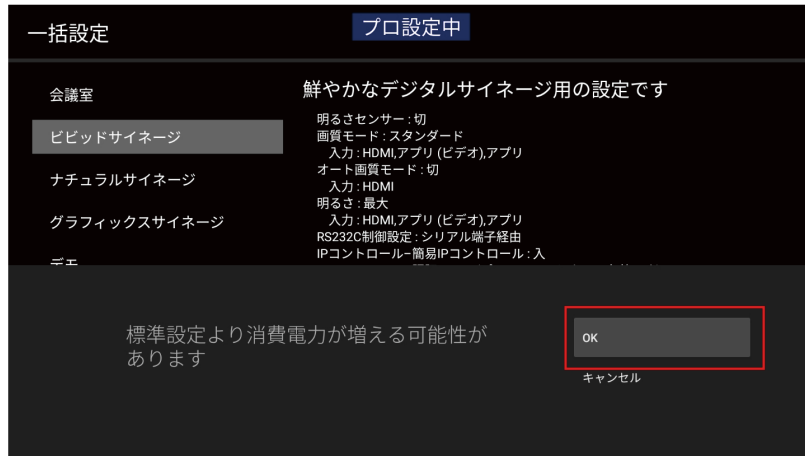 一括設定
プロ設定中
会議室
ビビッドサイネージ
ナチュラルサイネージ
グラフィックスサイネージ
デモ
鮮やかなデジタルサイネージ用の設定です
明るさセンサー : 切
画質モード : スタンダード
入力 : HDMI,アプリ (ビデオ),アプリ
オート画質モード : 切
入力 : HDMI
明るさ : 最大
入力 : HDMI,アプリ (ビデオ),アプリ
RS232C制御設定 : シリアル端子経由
IPコントロール–簡易IPコントロール : 入
標準設定より消費電力が増える可能性が
あります
OK
キャンセル